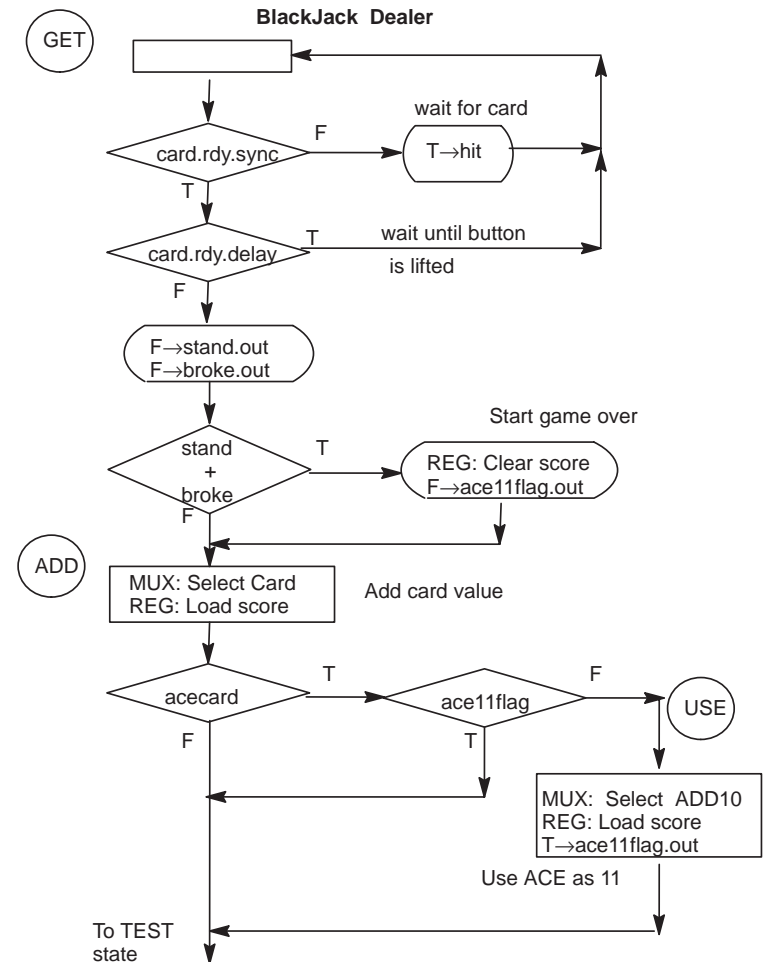 BlackJack Dealer
GET
wait for card
card.rdy.sync
F
T→hit
T
card.rdy.delay
T
wait until button
is lifted
F
F→stand.out
F→broke.out
Start game over
stand
+
broke
T
REG: Clear score
F→ace11flag.out
F
ADD
MUX: Select Card
REG: Load score
Add card value
acecard
T
ace11flag
F
USE
F
T
MUX: Select ADD10
REG: Load score
T→ace11flag.out
Use ACE as 11
To TEST
state